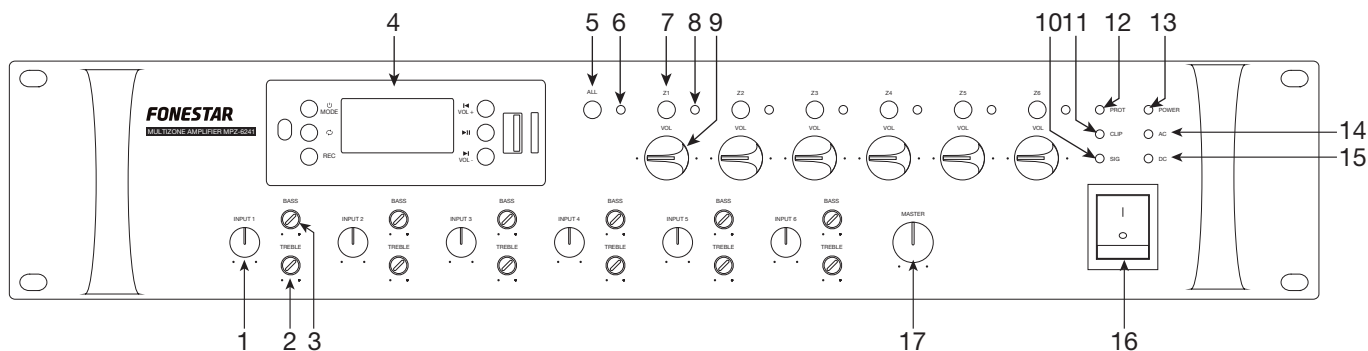 4
5
6
7
8
9
10
11
12
13
14
15
FONESTAR
MULTIZONE AMPLIFIER MPZ-6241
MODE
REC
VOL +
VOL -
ALL
Z1
Z2
Z3
Z4
Z5
Z6
VOL
VOL
VOL
VOL
VOL
VOL
PROT
POWER
CLIP
AC
SIG
DC
INPUT 1
BASS
TREBLE
INPUT 2
BASS
TREBLE
INPUT 3
BASS
TREBLE
INPUT 4
BASS
TREBLE
INPUT 5
BASS
TREBLE
INPUT 6
BASS
TREBLE
MASTER
1
2
3
17
16